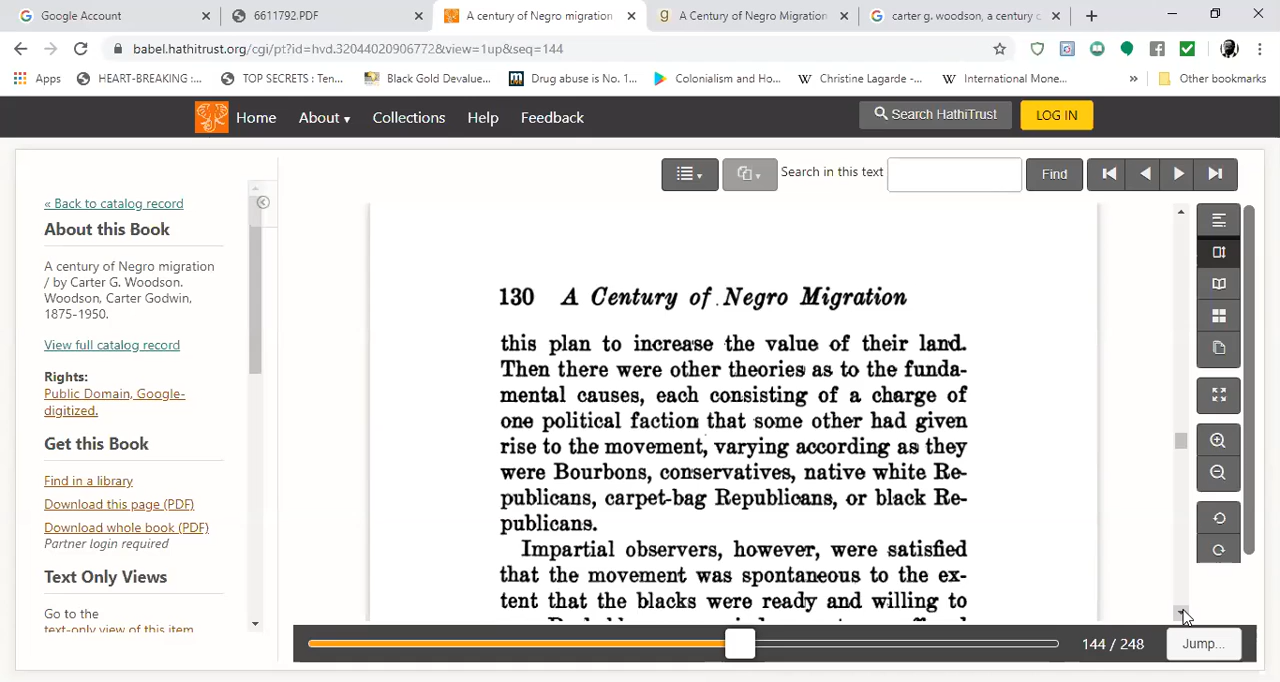 Google Account
6611792.PDF
A century of Negro migration
A Century of Negro Migration
carter g. woodson, a century c
babel.hathitrust.org/cgi/pt?id=hvd.32044020906772&view=1up&seq=144
Apps
HEART-BREAKING :...
TOP SECRETS : Ten...
Black Gold Devalue...
Drug abuse is No. 1...
Colonialism and Ho...
Christine Lagarde -...
International Mone...
»
Other bookmarks
Home
About
Collections
Help
Feedback
Search HathiTrust
LOG IN
Search in this text
Find
« Back to catalog record
About this Book
A century of Negro migration
/ by Carter G. Woodson.
Woodson, Carter Godwin,
1875-1950.
View full catalog record
Rights:
Public Domain, Google-
digitized.
Get this Book
Find in a library
Download this page (PDF)
Download whole book (PDF)
Partner login required
Text Only Views
Go to the
text-only view of this item
130 A Century of Negro Migration
this plan to increase the value of their land.
Then there were other theories as to the funda-
mental causes, each consisting of a charge of
one political faction that some other had given
rise to the movement, varying according as they
were Bourbons, conservatives, native white Re-
publicans, carpet-bag Republicans, or black Re-
publicans.
Impartial observers, however, were satisfied
that the movement was spontaneous to the ex-
tent that the blacks were ready and willing to
144 / 248
Jump...